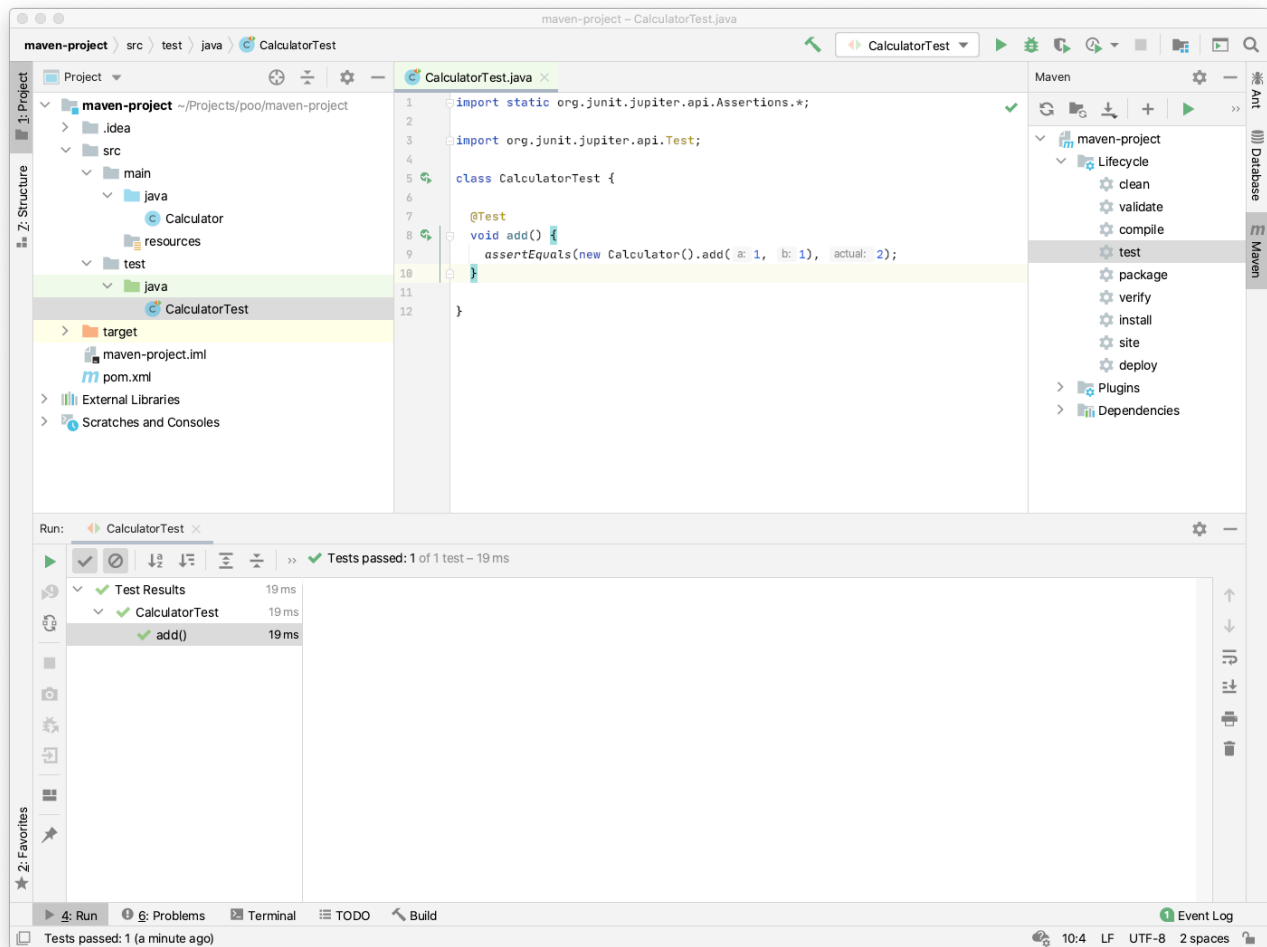 maven-project – CalculatorTest.java
maven-project src test java CalculatorTest
CalculatorTest
1: Project
Z: Structure
2: Favorites
Project
maven-project ~/Projects/poo/maven-project
.idea
src
main
java
Calculator
resources
test
java
CalculatorTest
target
maven-project.iml
pom.xml
External Libraries
Scratches and Consoles
CalculatorTest.java
1 import static org.junit.jupiter.api.Assertions.*;
2
3 import org.junit.jupiter.api.Test;
4
5 class CalculatorTest {
6
7 @Test
8 void add() {
9 assertEquals(new Calculator().add( a: 1, b: 1), actual: 2);
10 }
11
12 }
Maven
maven-project
Lifecycle
clean
validate
compile
test
package
verify
install
site
deploy
Plugins
Dependencies
Ant
Database
Maven
Run: CalculatorTest
Tests passed: 1 of 1 test – 19 ms
Test Results 19 ms
CalculatorTest 19 ms
add() 19 ms
4: Run 6: Problems Terminal TODO Build 1 Event Log
Tests passed: 1 (a minute ago) 10:4 LF UTF-8 2 spaces